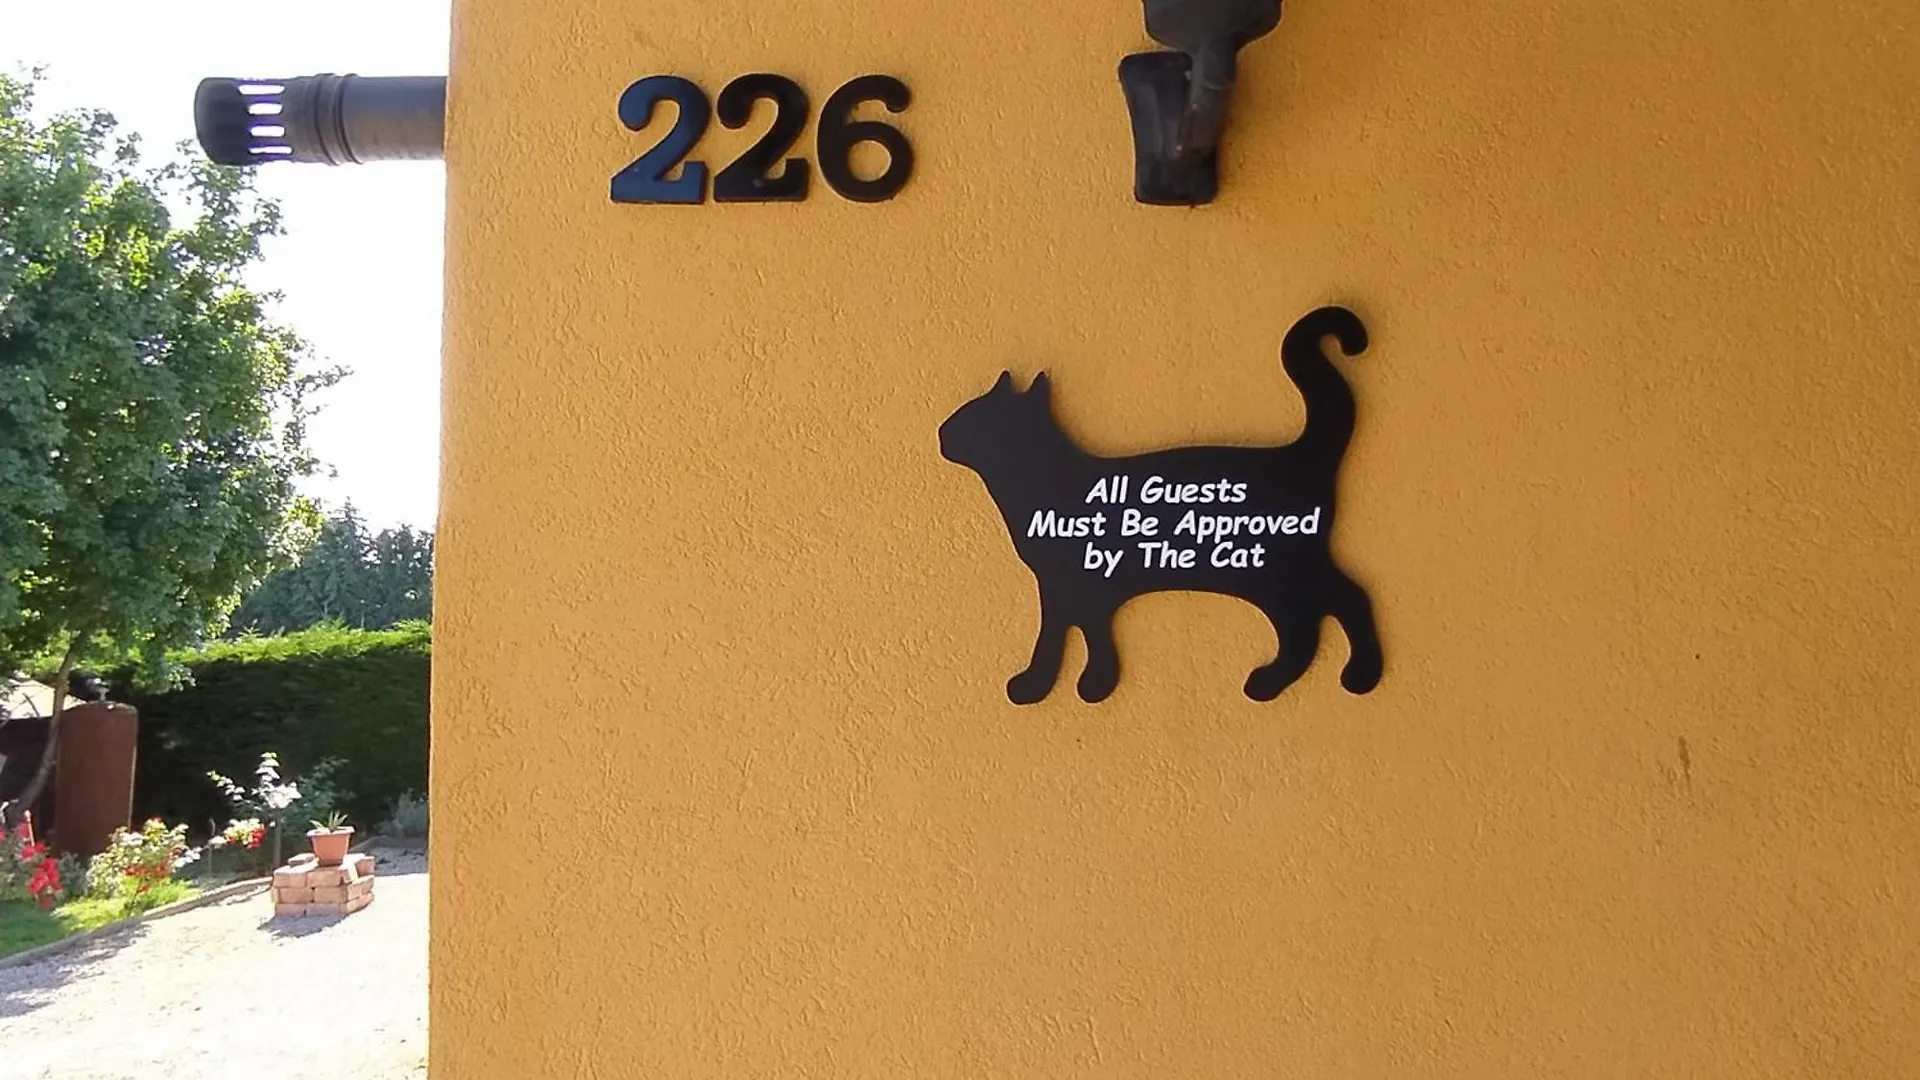 226
All Guests
Must Be Approved
by The Cat